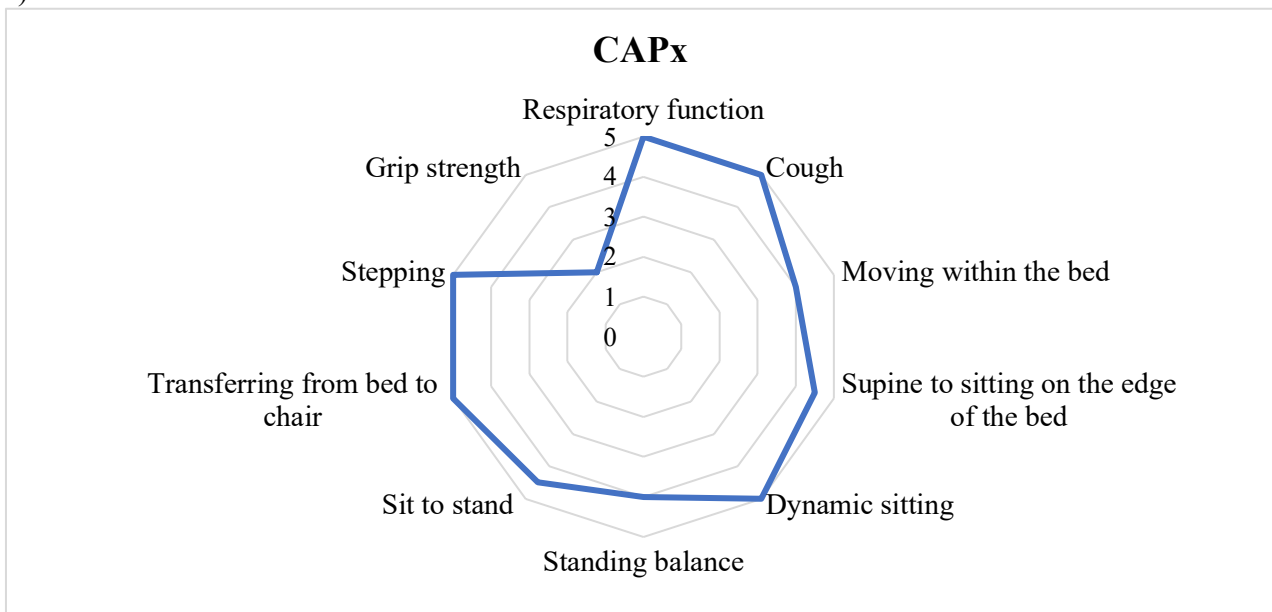 )
CAPx
Respiratory function
Cough
Moving within the bed
Supine to sitting on the edge
of the bed
Dynamic sitting
Standing balance
Sit to stand
Transferring from bed to
chair
Stepping
Grip strength
5
4
3
2
1
0